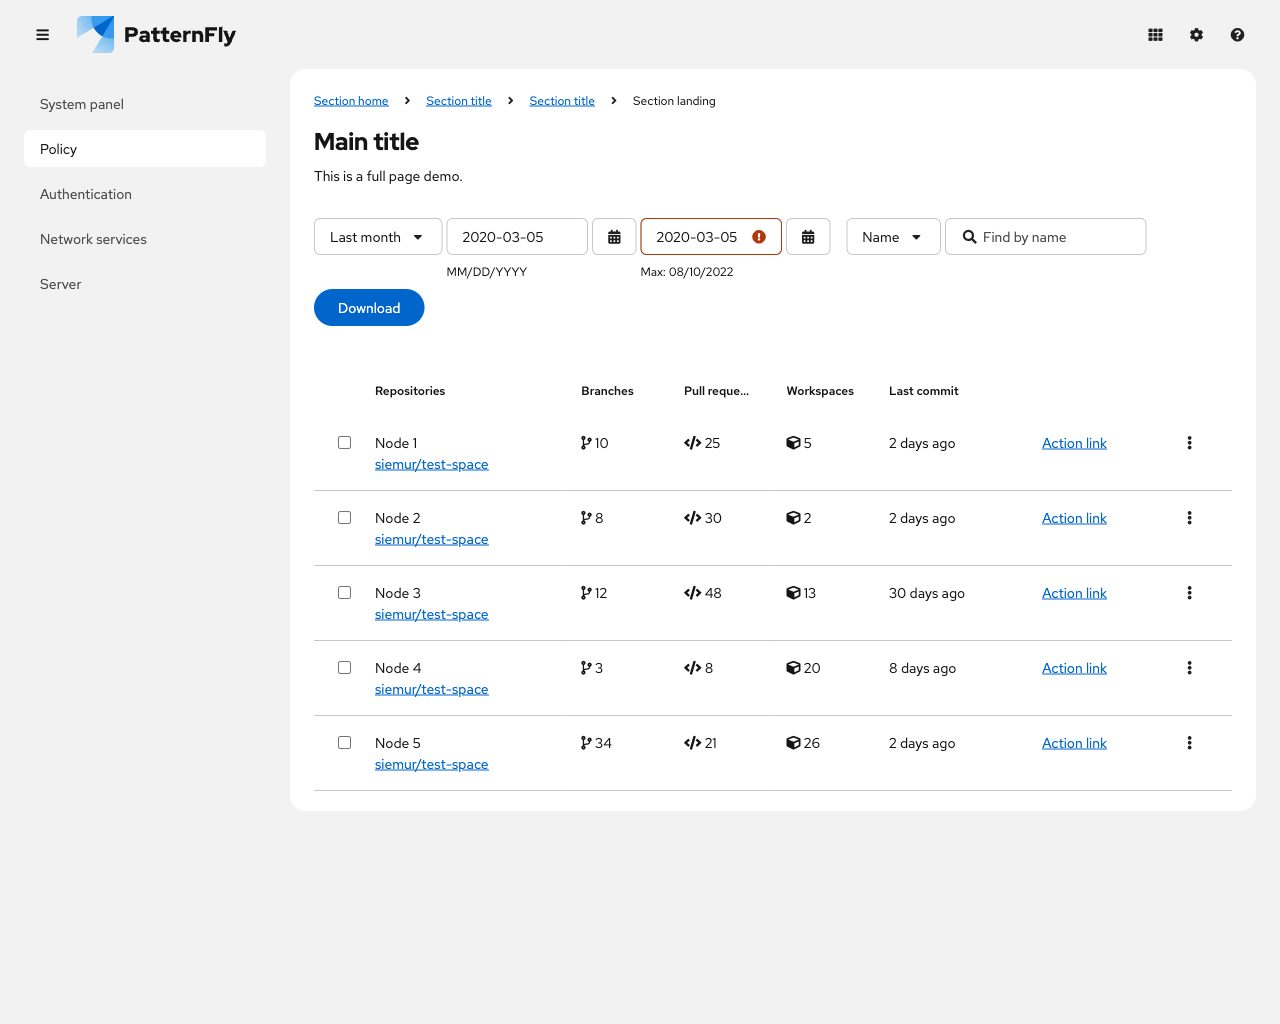 PatternFly
System panel
Policy
Authentication
Network services
Server
Section home Section title Section title Section landing
Main title
This is a full page demo.
Last month 2020-03-05 2020-03-05 Name Find by name
MM/DD/YYYY Max: 08/10/2022
Download
Repositories Branches Pull reque... Workspaces Last commit
Node 1 10 25 5 2 days ago Action link
siemur/test-space
Node 2 8 30 2 2 days ago Action link
siemur/test-space
Node 3 12 48 13 30 days ago Action link
siemur/test-space
Node 4 3 8 20 8 days ago Action link
siemur/test-space
Node 5 34 21 26 2 days ago Action link
siemur/test-space